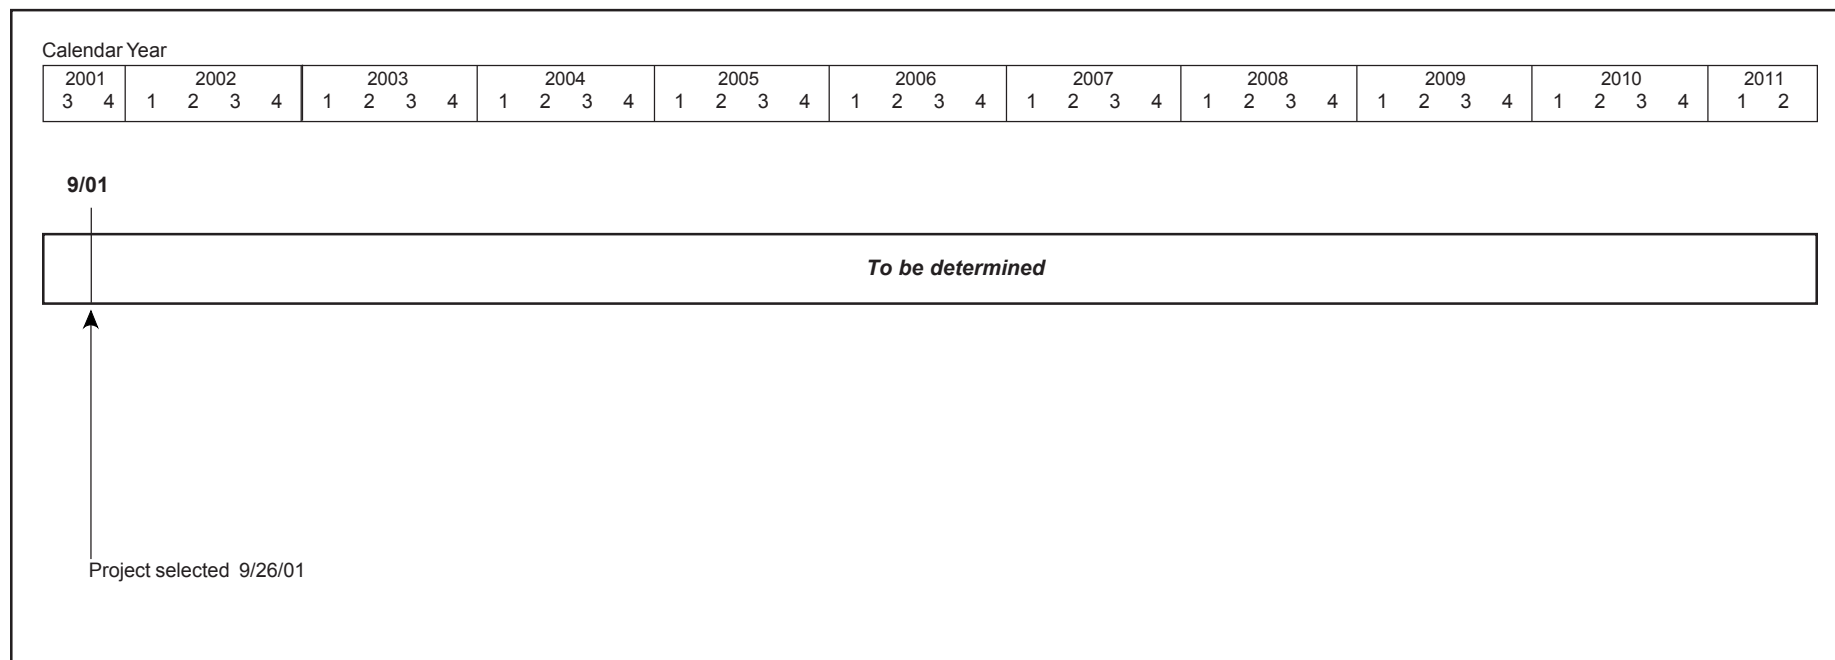 Calendar Year
2001 2002 2003 2004 2005 2006 2007 2008 2009 2010 2011
3 4 1 2 3 4 1 2 3 4 1 2 3 4 1 2 3 4 1 2 3 4 1 2 3 4 1 2 3 4 1 2 3 4 1 2 3 4 1 2
9/01
To be determined
Project selected 9/26/01